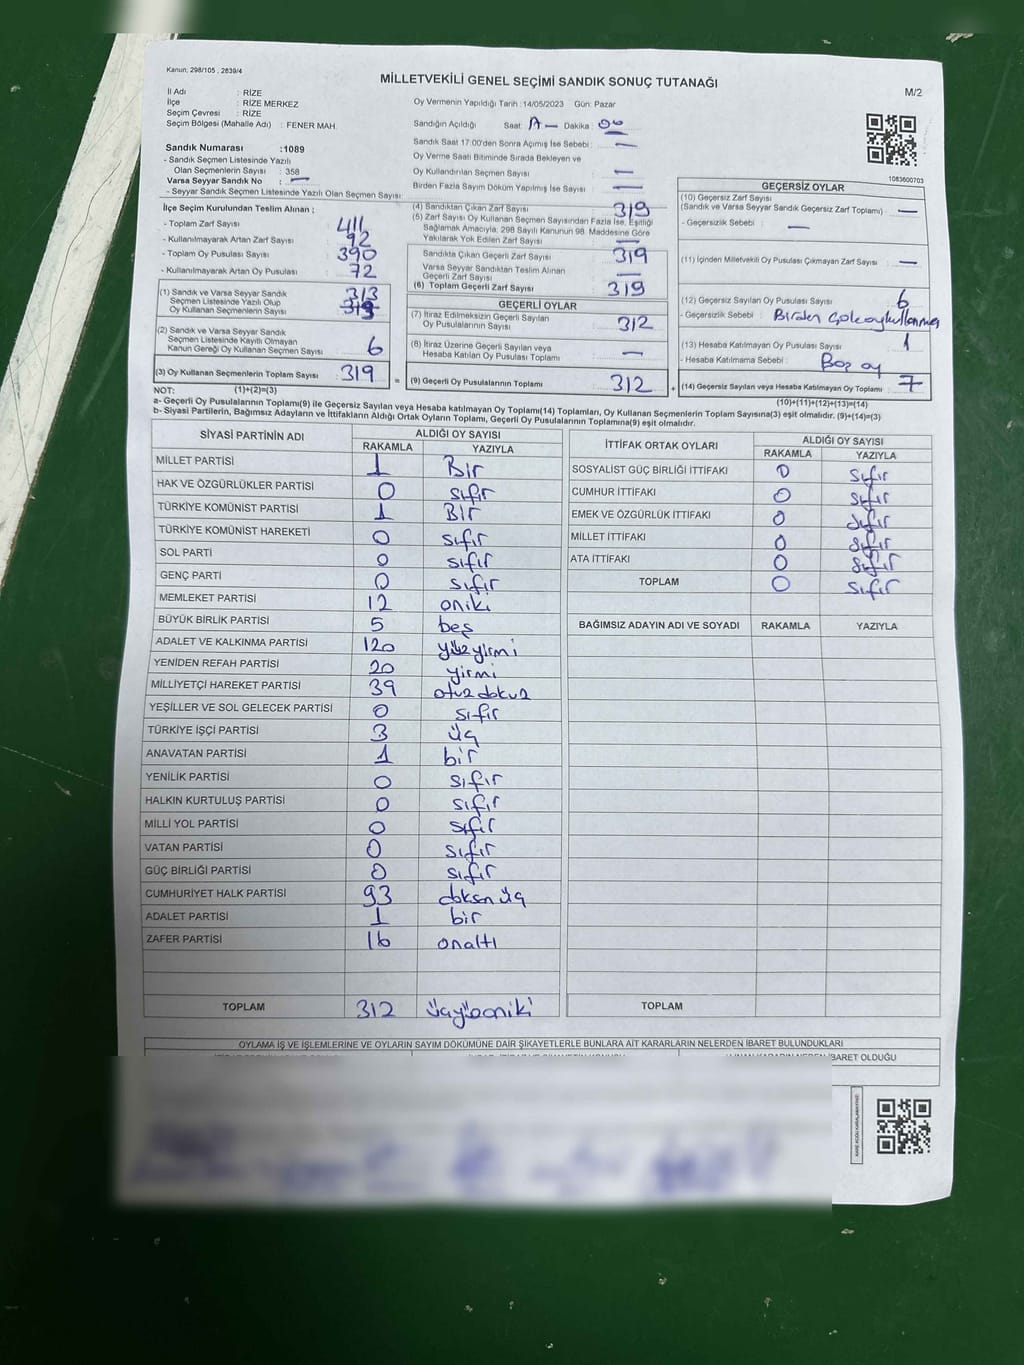 Kanun: 298/105 , 2839/4
MİLLETVEKİLİ GENEL SEÇİMİ SANDIK SONUÇ TUTANAĞI
M/2
İl Adı : RİZE
İlçe : RİZE MERKEZ
Seçim Çevresi : RİZE
Seçim Bölgesi (Mahalle Adı) : FENER MAH.
Oy Vermenin Yapıldığı Tarih :14/05/2023 Gün: Pazar
Sandığın Açıldığı Saat: Dakika :
Sandık Numarası :1089
- Sandık Seçmen Listesinde Yazılı
Olan Seçmenlerin Sayısı : 358
Varsa Seyyar Sandık No : —
- Seyyar Sandık Seçmen Listesinde Yazılı Olan Seçmen Sayısı:
Sandık Saat 17:00'den Sonra Açımış İse Sebebi : —
Oy Verme Saati Bitiminde Sırada Bekleyen ve
Oy Kullandırılan Seçmen Sayısı —
Birden Fazla Sayım Döküm Yapılmış İse Sayısı —
1083600703
İlçe Seçim Kurulundan Teslim Alınan ;
- Toplam Zarf Sayısı 411
- Kullanılmayarak Artan Zarf Sayısı 92
- Toplam Oy Pusulası 390
- Kullanılmayarak Artan Oy Pusulası 72
(1) Sandık ve Varsa Seyyar Sandık
Seçmen Listesinde Yazılı Olup
Oy Kullanan Seçmenlerin Sayısı 313
(2) Sandık ve Varsa Seyyar Sandık
Seçmen Listesinde Kayıtlı Olmayan
Kanun Gereği Oy Kullanan Seçmen Sayısı 6
(3) Oy Kullanan Seçmenlerin Toplam Sayısı 319
(1)+(2)=(3)
(4) Sandıktan Çıkan Zarf Sayısı 319
(5) Zarf Sayısı Oy Kullanan Seçmen Sayısından Fazla İse, Eşitliği
Sağlamak Amacıyla, 298 Sayılı Kanunun 98. Maddesine Göre
Yakılarak Yok Edilen Zarf Sayısı —
Sandıkta Çıkan Geçerli Zarf Sayısı 319
Varsa Seyyar Sandıktan Teslim Alınan
Geçerli Zarf Sayısı —
(6) Toplam Geçerli Zarf Sayısı 319
GEÇERLİ OYLAR
(7) İtiraz Edilmeksizin Geçerli Sayılan
Oy Pusulalarının Sayısı 312
(8) İtiraz Üzerine Geçerli Sayılan veya
Hesaba Katılan Oy Pusulası Toplamı —
= (9) Geçerli Oy Pusulalarının Toplamı 312
GEÇERSİZ OYLAR
(10) Geçersiz Zarf Sayısı
(Sandık ve Varsa Seyyar Sandık Geçersiz Zarf Toplamı) —
- Geçersizlik Sebebi : —
(11) İçinden Milletvekili Oy Pusulası Çıkmayan Zarf Sayısı —
(12) Geçersiz Sayılan Oy Pusulası Sayısı 6
- Geçersizlik Sebebi : Birden
(13) Hesaba Katılmayan Oy Pusulası Sayısı 1
- Hesaba Katılmama Sebebi : Boş oy
+ (14) Geçersiz Sayılan veya Hesaba Katılmayan Oy Toplamı : 7
(10)+(11)+(12)+(13)=(14)
NOT:
a- Geçerli Oy Pusulalarının Toplamı(9) ile Geçersiz Sayılan veya Hesaba katılmayan Oy Toplamı(14) Toplamları, Oy Kullanan Seçmenlerin Toplam Sayısına(3) eşit olmalıdır. (9)+(14)=(3)
b- Siyasi Partilerin, Bağımsız Adayların ve İttifakların Aldığı Ortak Oyların Toplamı, Geçerli Oy Pusulalarının Toplamına(9) eşit olmalıdır.
SİYASİ PARTİNİN ADI ALDIĞI OY SAYISI
RAKAMLA YAZIYLA
MİLLET PARTİSİ 1 Bir
HAK VE ÖZGÜRLÜKLER PARTİSİ 0 sıfır
TÜRKİYE KOMÜNİST PARTİSİ 1 Bir
TÜRKİYE KOMÜNİST HAREKETİ 0 sıfır
SOL PARTİ 0 sıfır
GENÇ PARTİ 0 sıfır
MEMLEKET PARTİSİ 12 oniki
BÜYÜK BİRLİK PARTİSİ 5 beş
ADALET VE KALKINMA PARTİSİ 120 yüzyirmi
YENİDEN REFAH PARTİSİ 20 yirmi
MİLLİYETÇİ HAREKET PARTİSİ 39 otuzdokuz
YEŞİLLER VE SOL GELECEK PARTİSİ 0 sıfır
TÜRKİYE İŞÇİ PARTİSİ 3 üç
ANAVATAN PARTİSİ 1 bir
YENİLİK PARTİSİ 0 sıfır
HALKIN KURTULUŞ PARTİSİ 0 sıfır
MİLLİ YOL PARTİSİ 0 sıfır
VATAN PARTİSİ 0 sıfır
GÜÇ BİRLİĞİ PARTİSİ 0 sıfır
CUMHURİYET HALK PARTİSİ 93 doksan üç
ADALET PARTİSİ 1 bir
ZAFER PARTİSİ 16 onaltı
TOPLAM 312 üçyüzoniki
İTTİFAK ORTAK OYLARI ALDIĞI OY SAYISI
RAKAMLA YAZIYLA
SOSYALİST GÜÇ BİRLİĞİ İTTİFAKI 0 sıfır
CUMHUR İTTİFAKI 0 sıfır
EMEK VE ÖZGÜRLÜK İTTİFAKI 0 sıfır
MİLLET İTTİFAKI 0 sıfır
ATA İTTİFAKI 0 sıfır
TOPLAM 0 sıfır
BAĞIMSIZ ADAYIN ADI VE SOYADI RAKAMLA YAZIYLA
TOPLAM
OYLAMA İŞ VE İŞLEMLERİNE VE OYLARIN SAYIM DÖKÜMÜNE DAİR ŞİKAYETLERLE BUNLARA AİT KARARLARIN NELERDEN İBARET BULUNDUKLARI
İBARET OLDUĞU